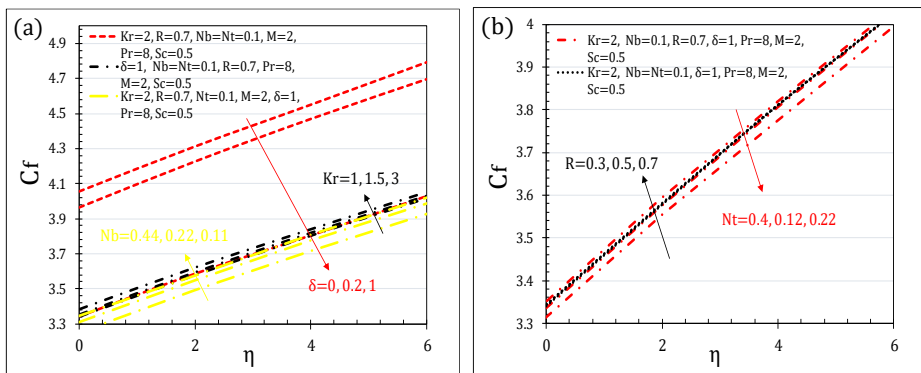 (a)
Kr=2, R=0.7, Nb=Nt=0.1, M=2,
Pr=8, Sc=0.5
δ=1, Nb=Nt=0.1, R=0.7, Pr=8,
M=2, Sc=0.5
Kr=2, R=0.7, Nt=0.1, M=2, δ=1,
Pr=8, Sc=0.5
4.9
4.7
4.5
4.3
4.1
3.9
3.7
3.5
3.3
Cf
Kr=1, 1.5, 3
Nb=0.44, 0.22, 0.11
δ=0, 0.2, 1
0
2
4
6
η
(b)
Kr=2, Nb=0.1, R=0.7, δ=1, Pr=8, M=2,
Sc=0.5
Kr=2, Nb=Nt=0.1, δ=1, Pr=8, M=2,
Sc=0.5
4
3.9
3.8
3.7
3.6
3.5
3.4
3.3
Cf
R=0.3, 0.5, 0.7
Nt=0.4, 0.12, 0.22
0
2
4
6
η